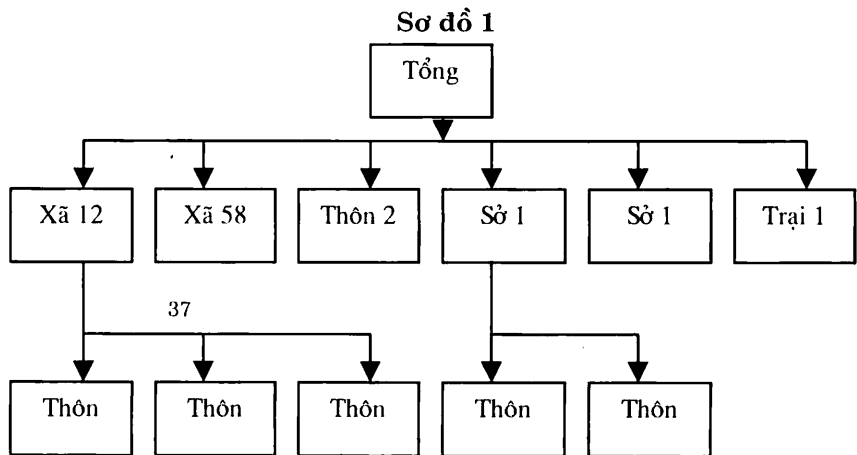 Sơ đồ 1
Tổng
Xã 12 Xã 58 Thôn 2 Sở 1 Sở 1 Trại 1
37
Thôn Thôn Thôn Thôn Thôn